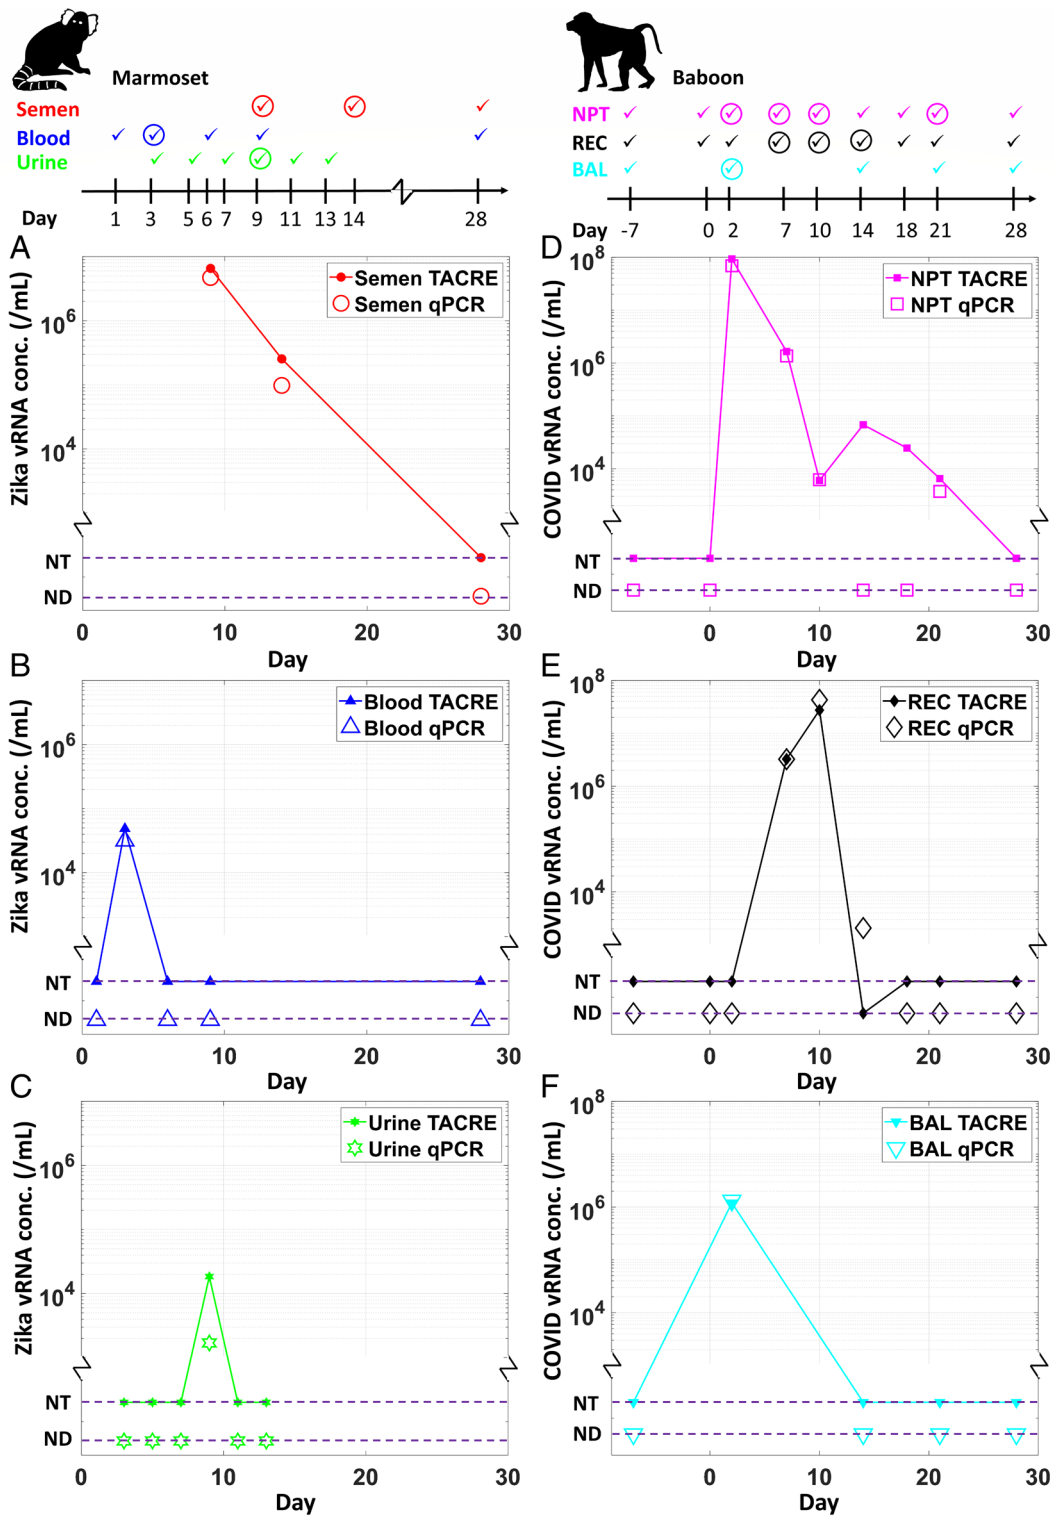 Marmoset
Semen
Blood
Urine
Day 1 3 5 6 7 9 11 13 14 28
Baboon
NPT
REC
BAL
Day -7 0 2 7 10 14 18 21 28
A
Zika vRNA conc. (/mL)
10^6
10^4
NT
ND
Semen TACRE
Semen qPCR
0 10 20 30
Day
D
COVID vRNA conc. (/mL)
10^8
10^6
10^4
NT
ND
NPT TACRE
NPT qPCR
0 10 20 30
Day
B
Zika vRNA conc. (/mL)
10^6
10^4
NT
ND
Blood TACRE
Blood qPCR
0 10 20 30
Day
E
COVID vRNA conc. (/mL)
10^8
10^6
10^4
NT
ND
REC TACRE
REC qPCR
0 10 20 30
Day
C
Zika vRNA conc. (/mL)
10^6
10^4
NT
ND
Urine TACRE
Urine qPCR
0 10 20 30
Day
F
COVID vRNA conc. (/mL)
10^8
10^6
10^4
NT
ND
BAL TACRE
BAL qPCR
0 10 20 30
Day